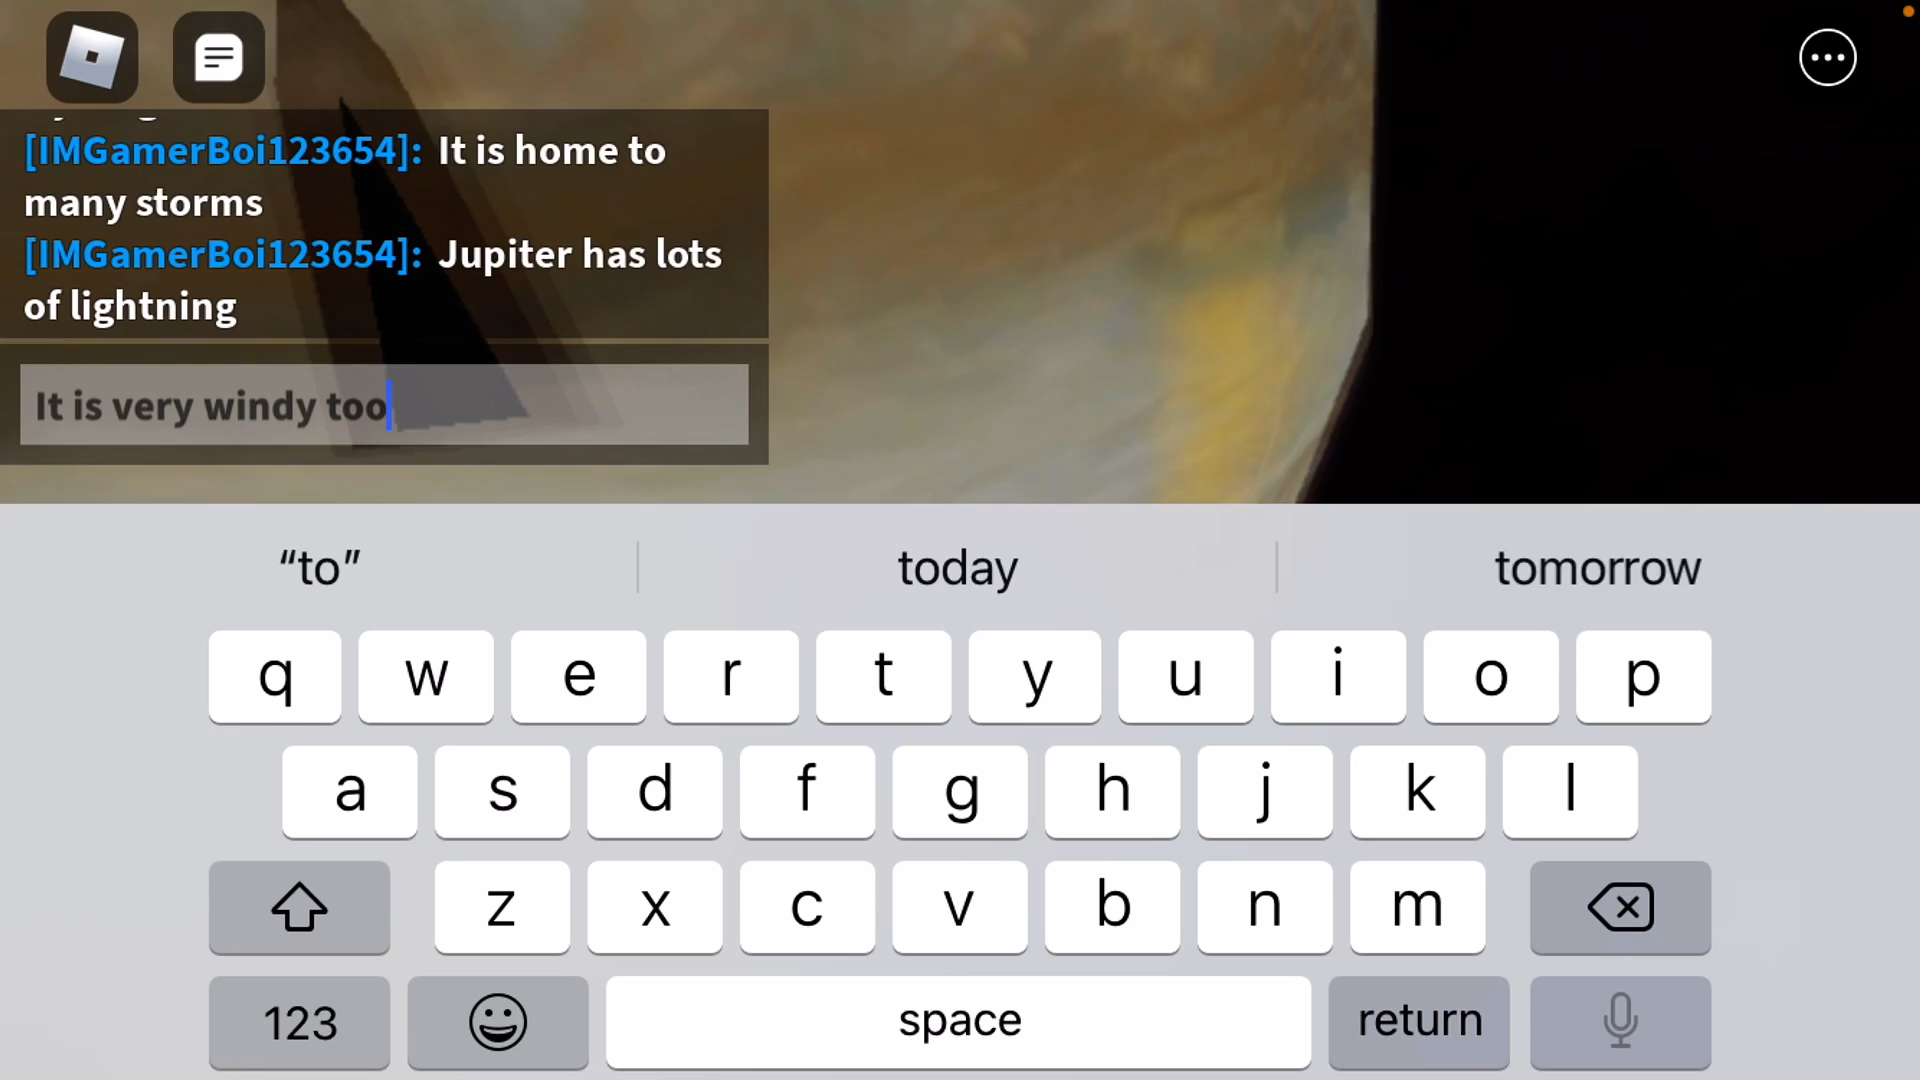 [IMGamerBoi123654]: It is home to
many storms
[IMGamerBoi123654]: Jupiter has lots
of lightning
It is very windy too
“to” today tomorrow
q w e r t y u i o p
a s d f g h j k l
z x c v b n m
123 space return